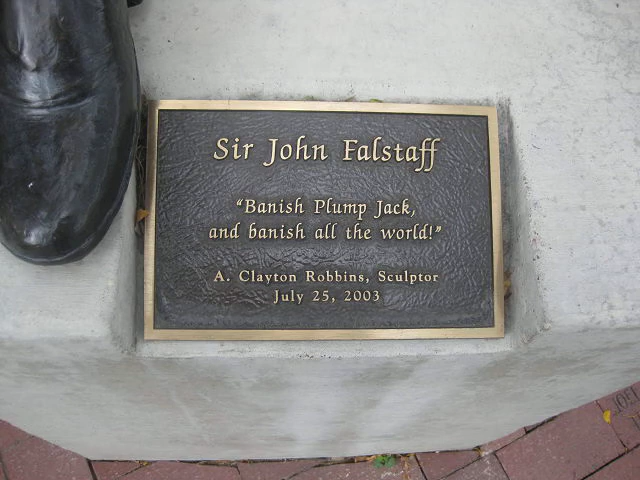 Sir John Falstaff
"Banish Plump Jack,
and banish all the world!"
A. Clayton Robbins, Sculptor
July 25, 2003